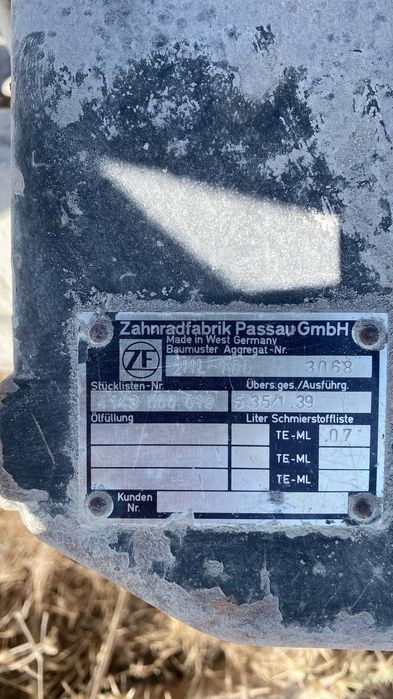 Zahnradfabrik Passau GmbH
ZF
Made in West Germany
Baumuster Aggregat-Nr.
3068
Stücklisten-Nr. Übers.ges./Ausführg.
5.35/1.39
Ölfüllung Liter Schmierstoffliste
TE-ML 07
TE-ML
TE-ML
Kunden
Nr.